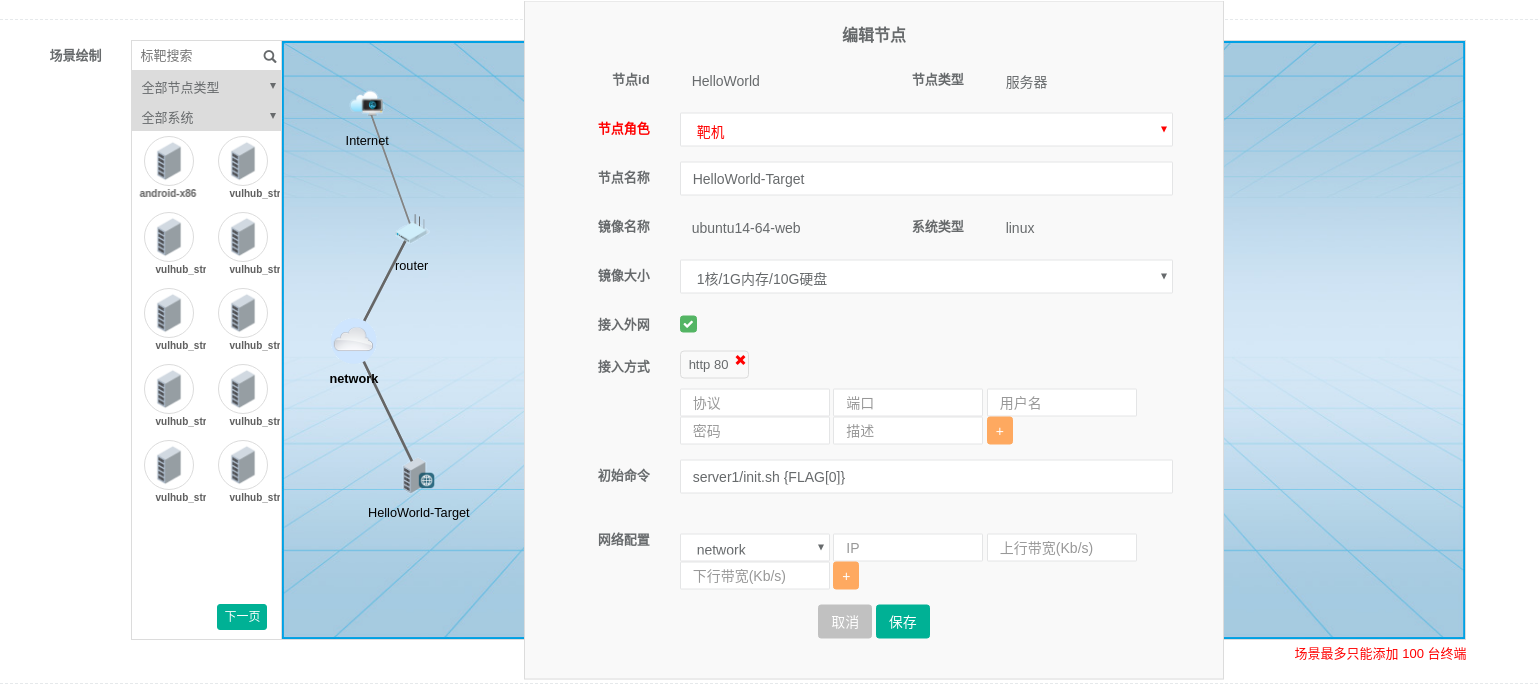 场景绘制
标靶搜索
全部节点类型
全部系统
android-x86
vulhub_str
vulhub_str
vulhub_str
vulhub_str
vulhub_str
vulhub_str
vulhub_str
vulhub_str
vulhub_str
下一页
Internet
router
network
HelloWorld-Target
编辑节点
节点id HelloWorld 节点类型 服务器
节点角色 靶机
节点名称 HelloWorld-Target
镜像名称 ubuntu14-64-web 系统类型 linux
镜像大小 1核/1G内存/10G硬盘
接入外网
接入方式 http 80
协议 端口 用户名
密码 描述 +
初始命令 server1/init.sh {FLAG[0]}
网络配置 network IP 上行带宽(Kb/s)
下行带宽(Kb/s) +
取消 保存
场景最多只能添加 100 台终端